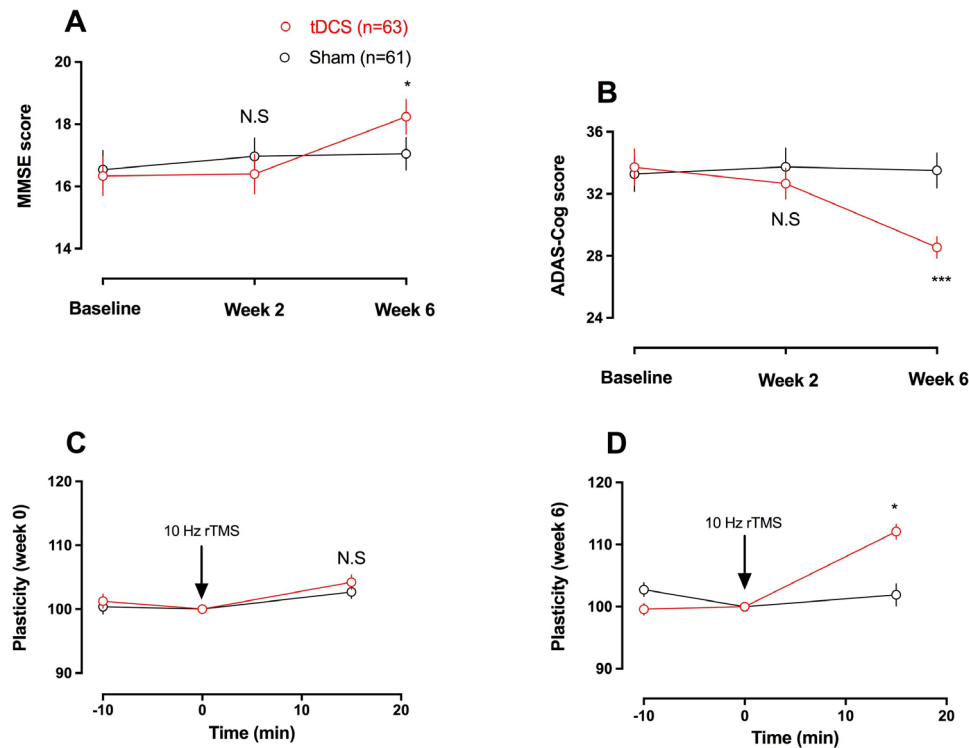 A
tDCS (n=63)
Sham (n=61)
20
18
16
14
MMSE score
N.S
*
Baseline
Week 2
Week 6
B
36
32
28
24
ADAS-Cog score
N.S
***
Baseline
Week 2
Week 6
C
120
110
100
90
Plasticity (week 0)
10 Hz rTMS
N.S
-10
0
10
20
Time (min)
D
120
110
100
90
Plasticity (week 6)
10 Hz rTMS
*
-10
0
10
20
Time (min)